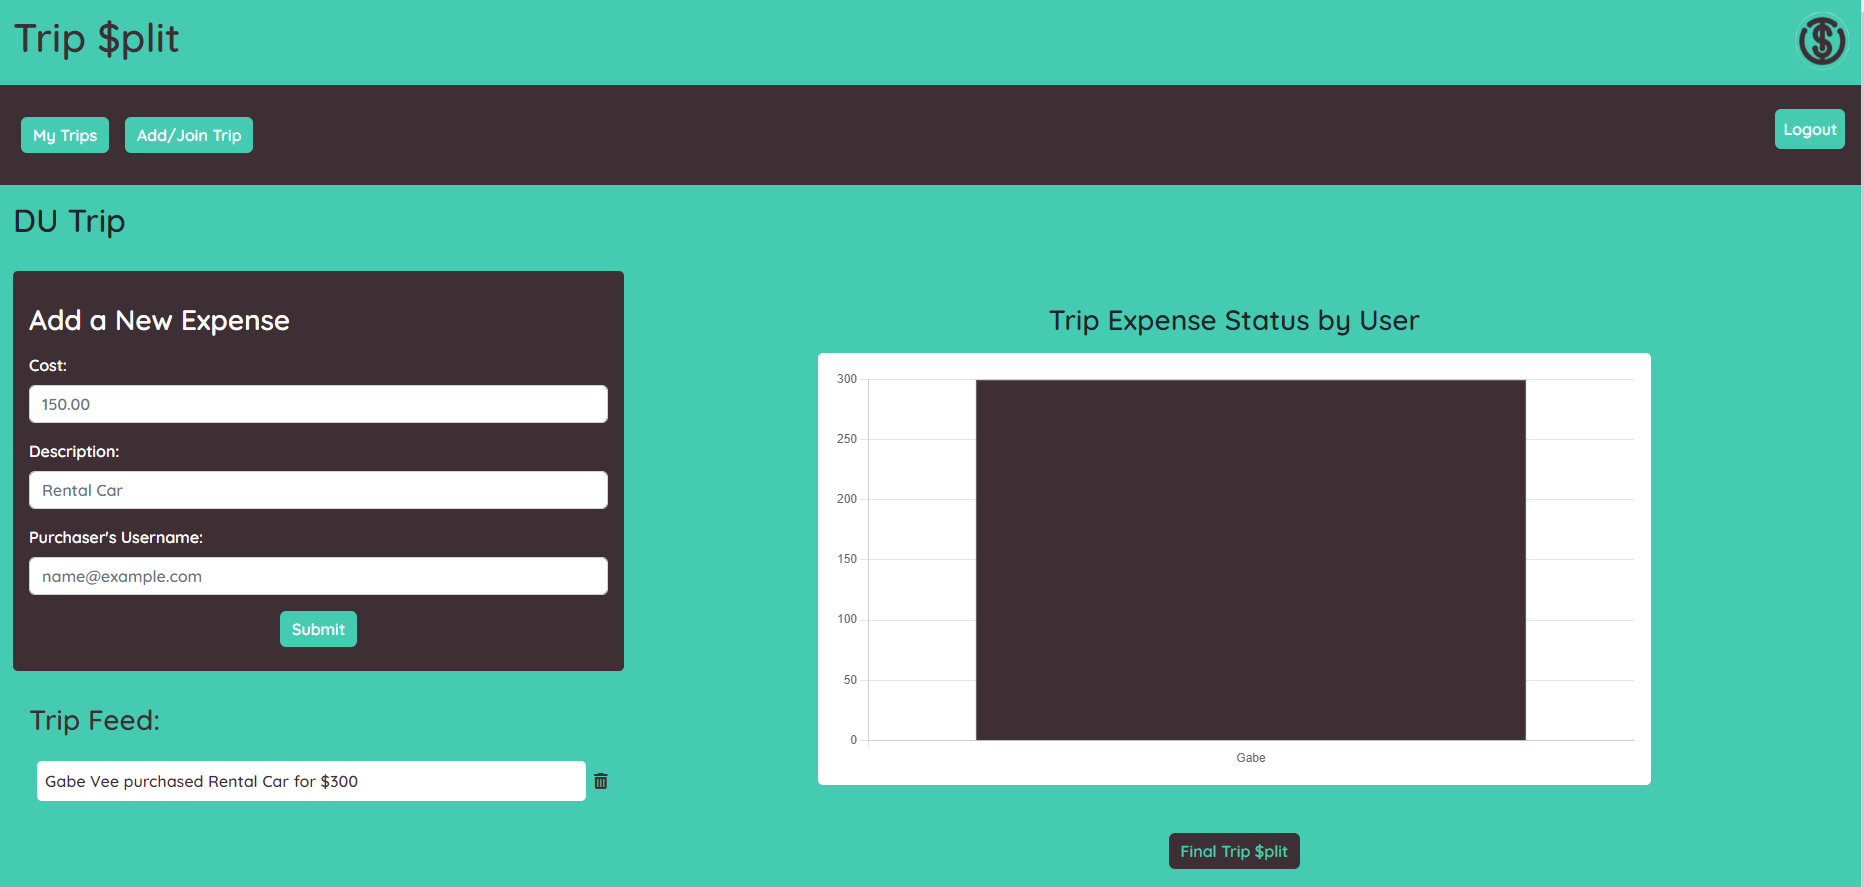 Trip $plit
My Trips
Add/Join Trip
Logout
DU Trip
Add a New Expense
Cost:
150.00
Description:
Rental Car
Purchaser's Username:
name@example.com
Submit
Trip Feed:
Gabe Vee purchased Rental Car for $300
Trip Expense Status by User
300
250
200
150
100
50
0
Gabe
Final Trip $plit